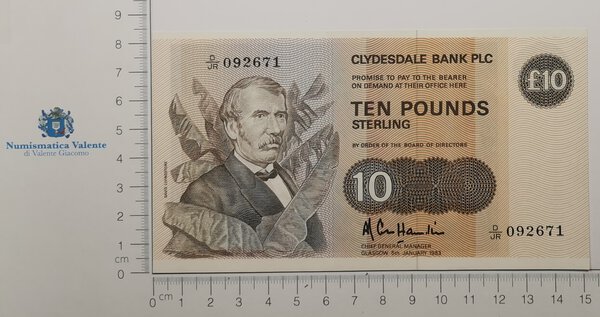 9
8
7
6
5
4
3
2
1
cm
0
Numismatica Valente
di Valente Giacomo
D/JR 092671
CLYDESDALE BANK PLC
PROMISE TO PAY TO THE BEARER
ON DEMAND AT THEIR OFFICE HERE
£10
TEN POUNDS
STERLING
BY ORDER OF THE BOARD OF DIRECTORS
10
DAVID LIVINGSTONE
CHIEF GENERAL MANAGER
GLASGOW 5th JANUARY 1983
D/JR 092671
0 cm 1 2 3 4 5 6 7 8 9 10 11 12 13 14 15